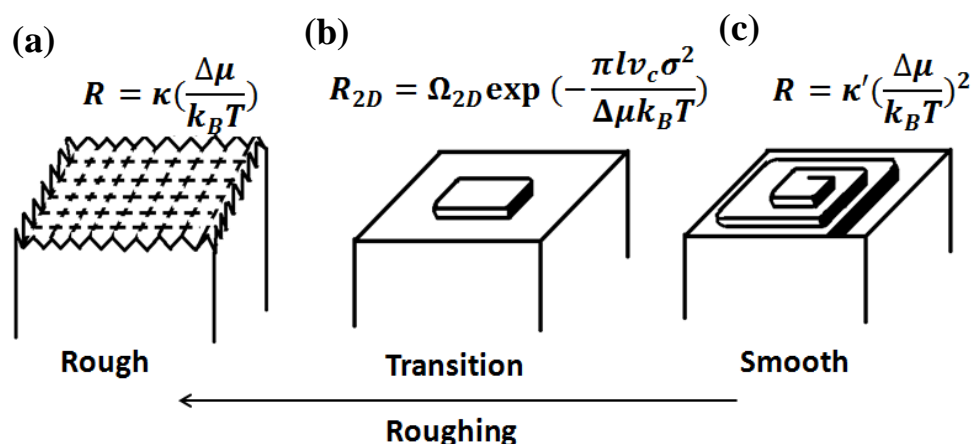 (a)
R = κ(Δμ/k_BT)
Rough
(b)
R_2D = Ω_2D exp (−πlv_cσ²/Δμk_BT)
Transition
(c)
R = κ′(Δμ/k_BT)²
Smooth
Roughing